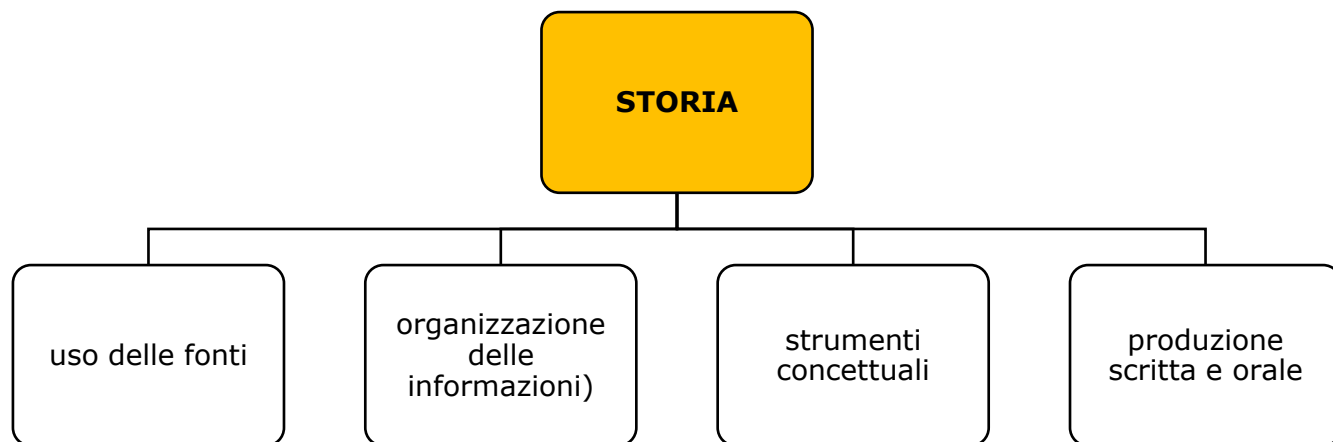 STORIA
uso delle fonti
organizzazione
delle
informazioni)
strumenti
concettuali
produzione
scritta e orale